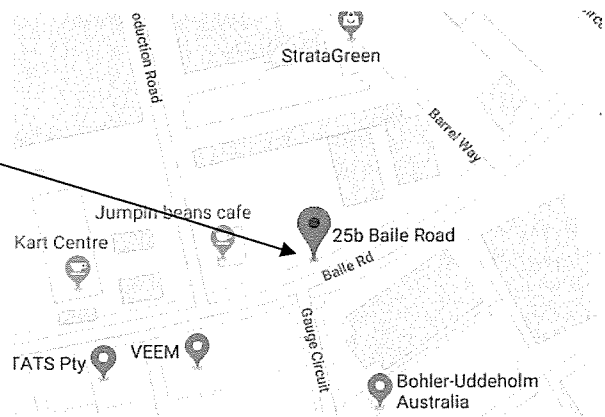 oduction Road
StrataGreen
Barrel Way
Jumpin beans cafe
Kart Centre
25b Baile Road
Baile Rd
Gauge Circuit
TATS Pty
VEEM
Bohler-Uddeholm
Australia